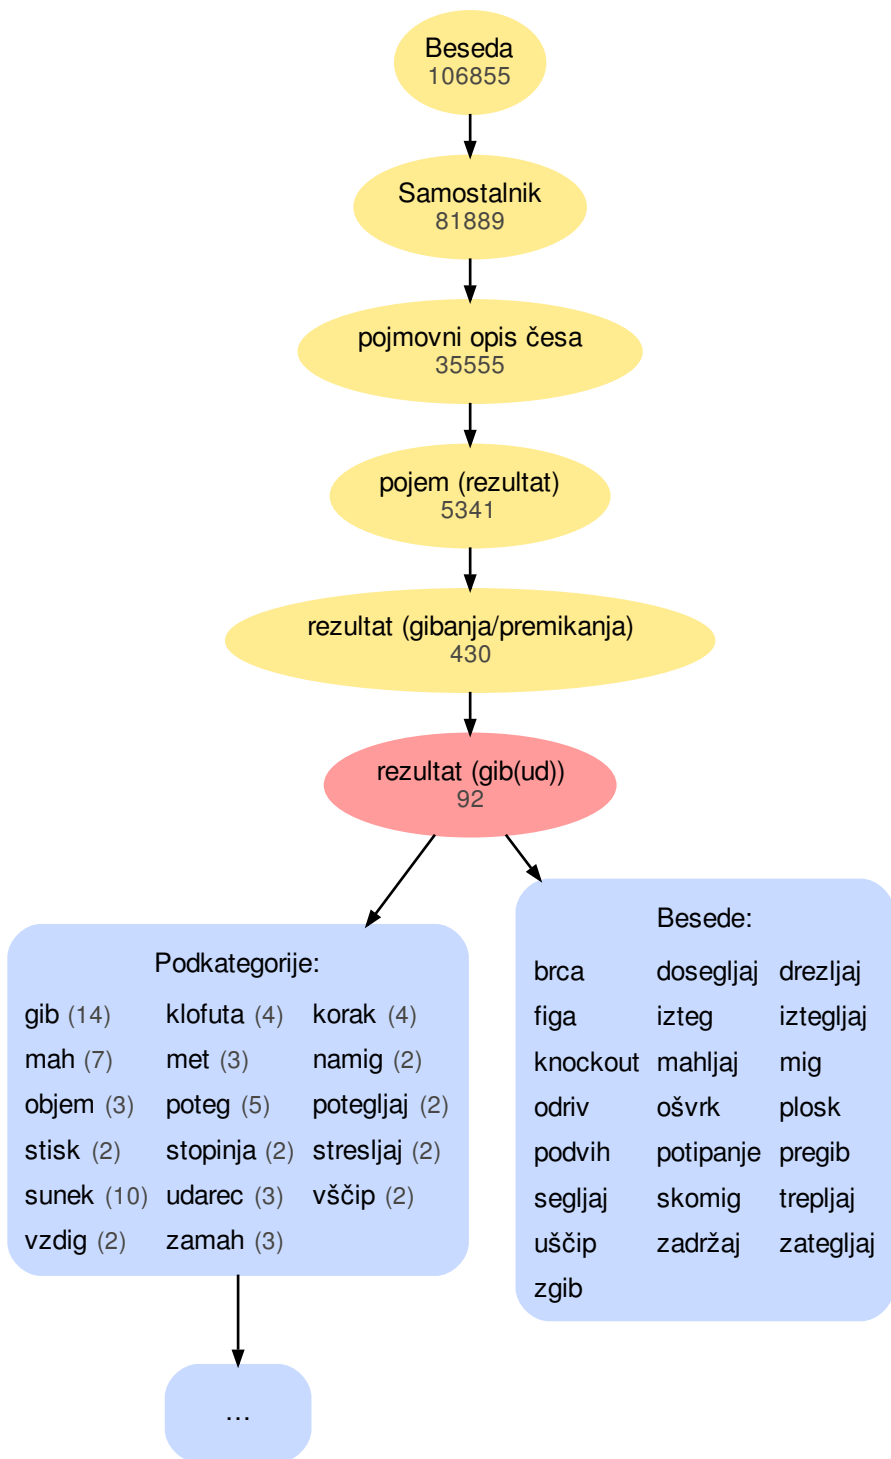 Beseda
106855
Samostalnik
81889
pojmovni opis česa
35555
pojem (rezultat)
5341
rezultat (gibanja/premikanja)
430
rezultat (gib(ud))
92
Podkategorije:
gib (14) klofuta (4) korak (4)
mah (7) met (3) namig (2)
objem (3) poteg (5) potegljaj (2)
stisk (2) stopinja (2) stresljaj (2)
sunek (10) udarec (3) vščip (2)
vzdig (2) zamah (3)
Besede:
brca dosegljaj drezljaj
figa izteg iztegljaj
knockout mahljaj mig
odriv ošvrk plosk
podvih potipanje pregib
segljaj skomig trepljaj
uščip zadržaj zategljaj
zgib
...